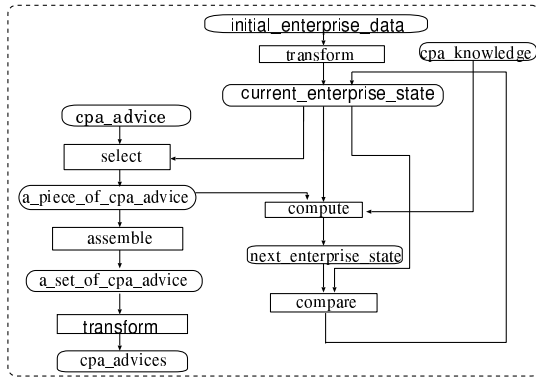 initial_enterprise_data
transform
cpa_knowledge
current_enterprise_state
cpa_advice
select
a_piece_of_cpa_advice
compute
assemble
next_enterprise_state
a_set_of_cpa_advice
compare
transform
cpa_advices